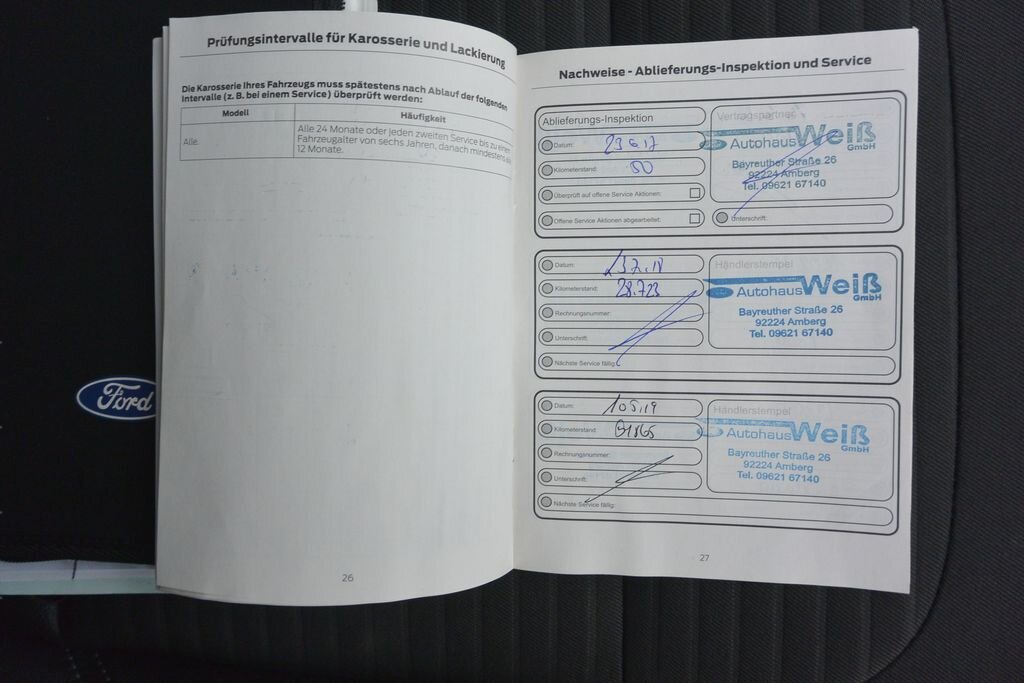 Prüfungsintervalle für Karosserie und Lackierung
Die Karosserie Ihres Fahrzeugs muss spätestens nach Ablauf der folgenden
Intervalle (z. B. bei einem Service) überprüft werden:
Modell
Häufigkeit
Alle.
Alle 24 Monate oder jeden zweiten Service bis zu einem
Fahrzeugalter von sechs Jahren, danach mindestens alle
12 Monate.
26
Ford
Nachweise - Ablieferungs-Inspektion und Service
Ablieferungs-Inspektion
Datum:
Kilometerstand: 50
Überprüft auf offene Service Aktionen:
Offene Service Aktionen abgearbeitet:
Vertragspartner
Autohaus Weiß
GmbH
Bayreuther Straße 26
92224 Amberg
Tel. 09621 67140
Unterschrift:
Datum:
Kilometerstand: 28.723
Rechnungsnummer:
Unterschrift:
Nächste Service fällig:
Händlerstempel
Autohaus Weiß
GmbH
Bayreuther Straße 26
92224 Amberg
Tel. 09621 67140
Datum:
Kilometerstand:
Rechnungsnummer:
Unterschrift:
Nächste Service fällig:
Händlerstempel
Autohaus Weiß
GmbH
Bayreuther Straße 26
92224 Amberg
Tel. 09621 67140
27